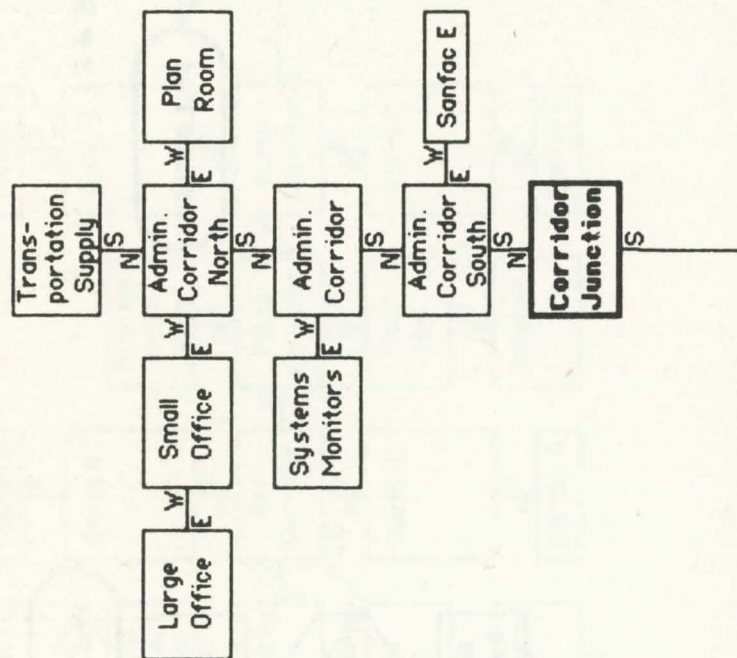 Trans-
portation
Supply
S
N
Large
Office
W
E
Small
Office
W
E
Admin.
Corridor
North
W
E
Plan
Room
S
N
Systems
Monitors
W
E
Admin.
Corridor
S
N
Admin.
Corridor
South
W
E
Sanfac E
S
N
Corridor
Junction
S